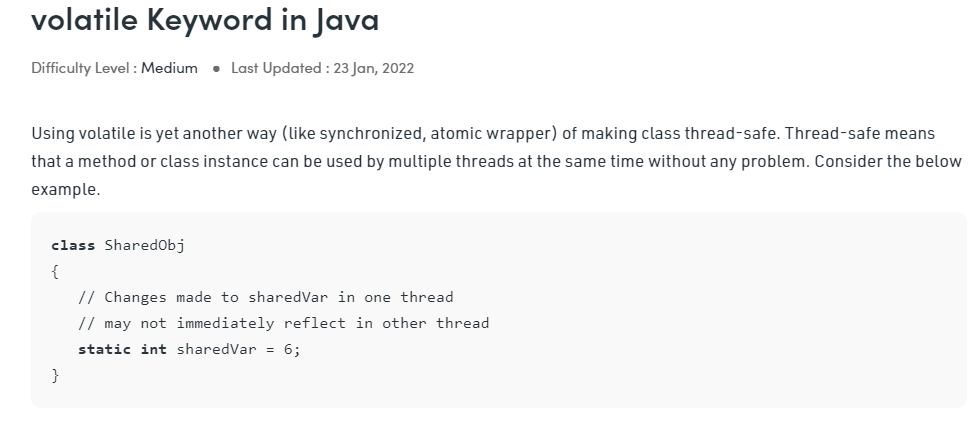 volatile Keyword in Java
Difficulty Level : Medium ● Last Updated : 23 Jan, 2022
Using volatile is yet another way (like synchronized, atomic wrapper) of making class thread-safe. Thread-safe means
that a method or class instance can be used by multiple threads at the same time without any problem. Consider the below
example.
class SharedObj
{
// Changes made to sharedVar in one thread
// may not immediately reflect in other thread
static int sharedVar = 6;
}